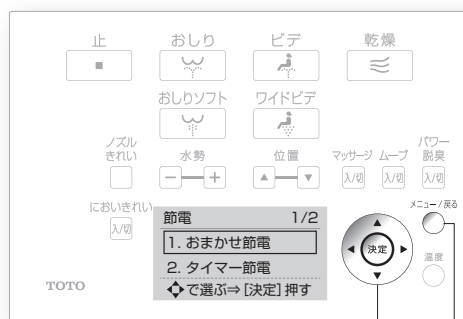 止 おしり ビデ 乾燥
おしりソフト ワイドビデ
ノズル
きれい
水勢 位置 マッサージ ムーブ パワー
脱臭
− + ▲ ▼ 入/切 入/切 入/切
においきれい
入/切
メニュー/戻る
節電 1/2
1. おまかせ節電
2. タイマー節電
で選ぶ⇒[決定]押す
決定
温度
TOTO